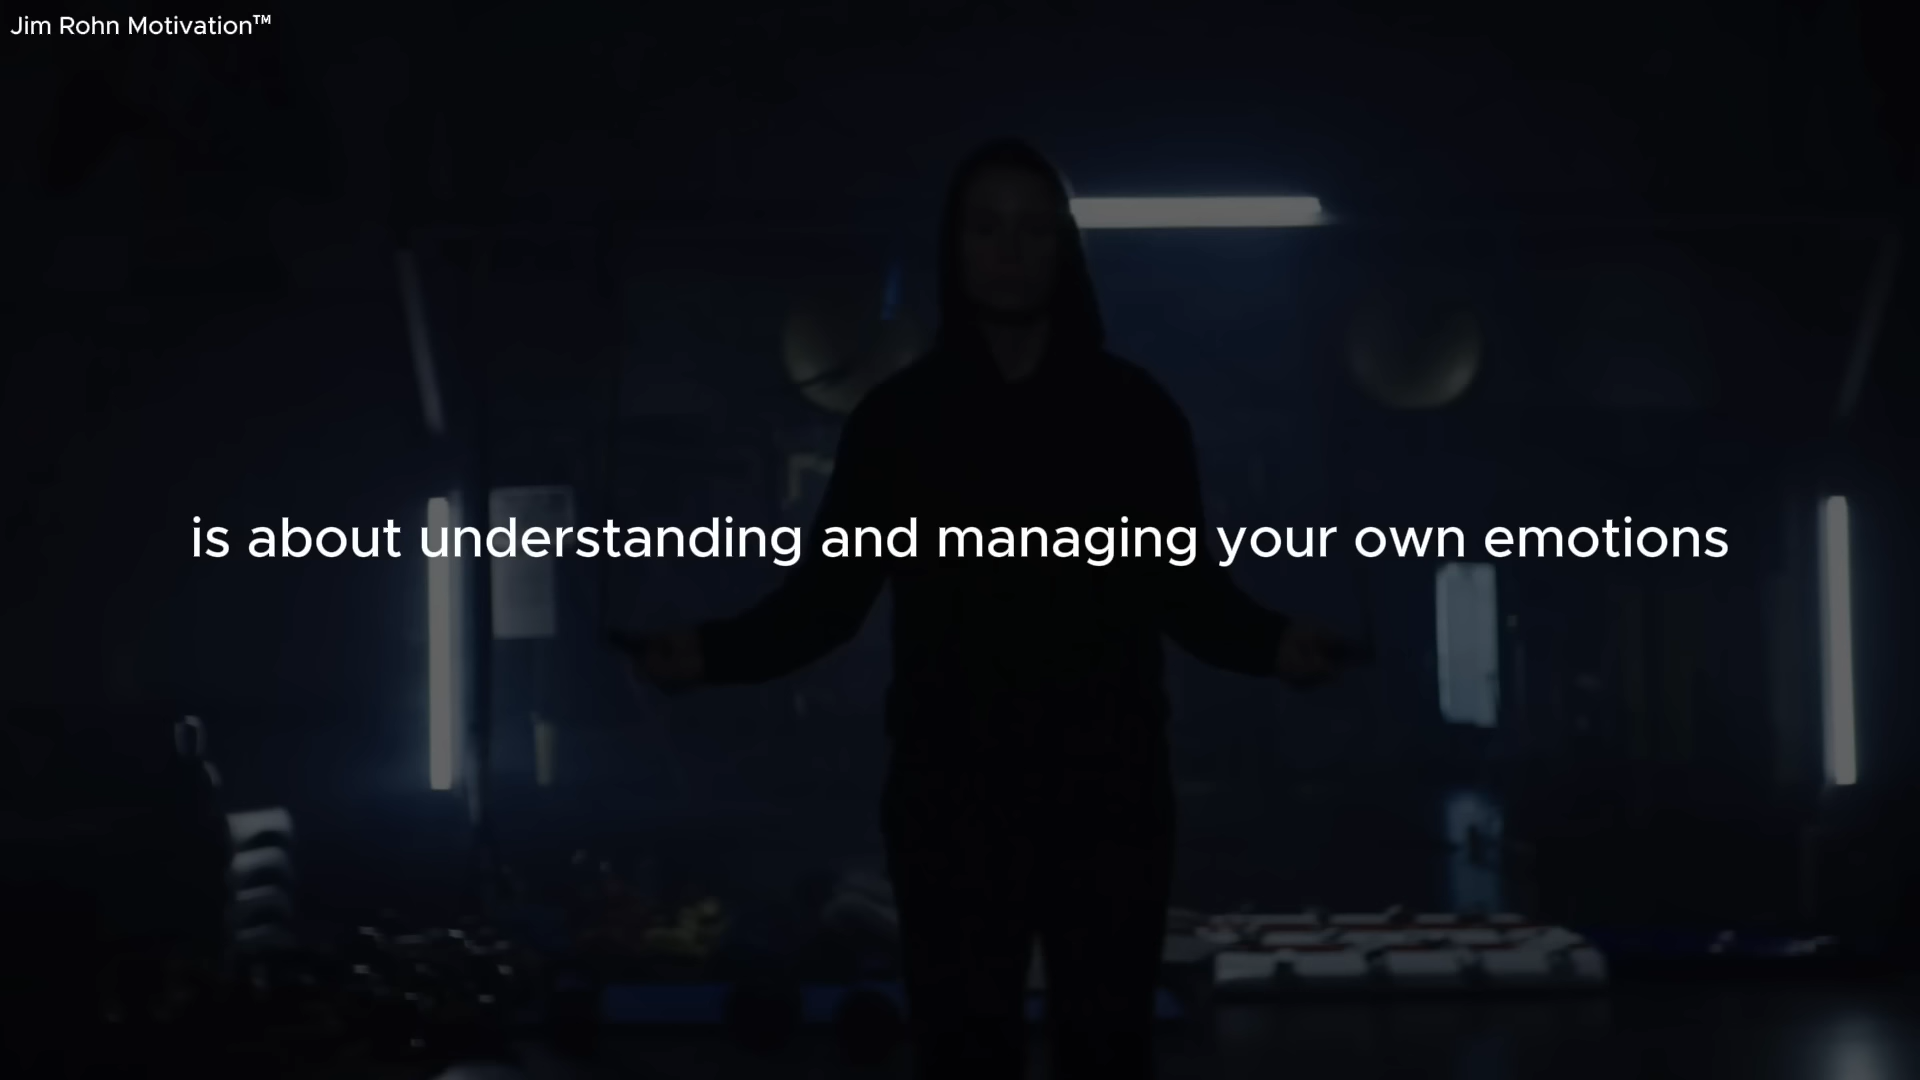 Jim Rohn Motivation™
is about understanding and managing your own emotions